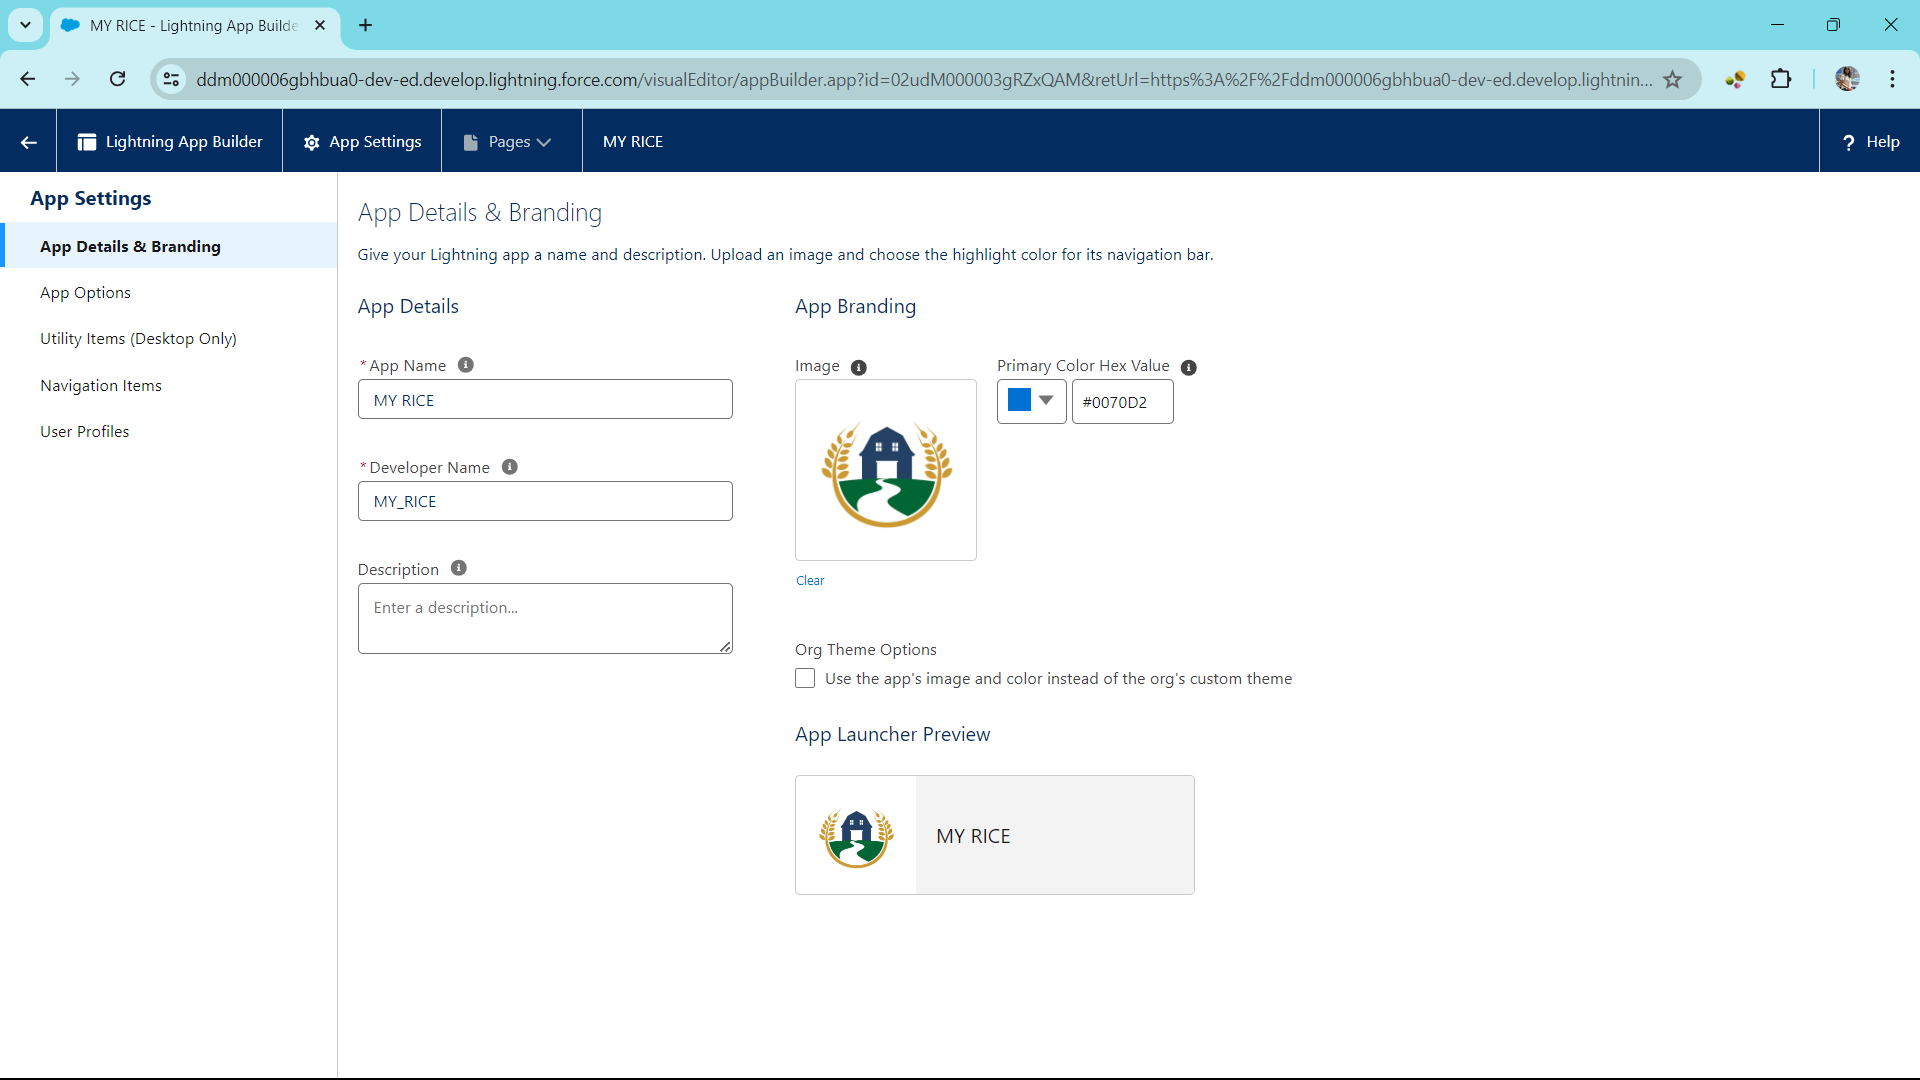 MY RICE - Lightning App Builde
ddm000006gbhbua0-dev-ed.develop.lightning.force.com/visualEditor/appBuilder.app?id=02udM000003gRZxQAM&retUrl=https%3A%2F%2Fddm000006gbhbua0-dev-ed.develop.lightnin...
Lightning App Builder
App Settings
Pages
MY RICE
? Help
App Settings
App Details & Branding
App Options
Utility Items (Desktop Only)
Navigation Items
User Profiles
App Details & Branding
Give your Lightning app a name and description. Upload an image and choose the highlight color for its navigation bar.
App Details
*App Name
MY RICE
*Developer Name
MY_RICE
Description
Enter a description...
App Branding
Image
Primary Color Hex Value
#0070D2
Clear
Org Theme Options
Use the app's image and color instead of the org's custom theme
App Launcher Preview
MY RICE